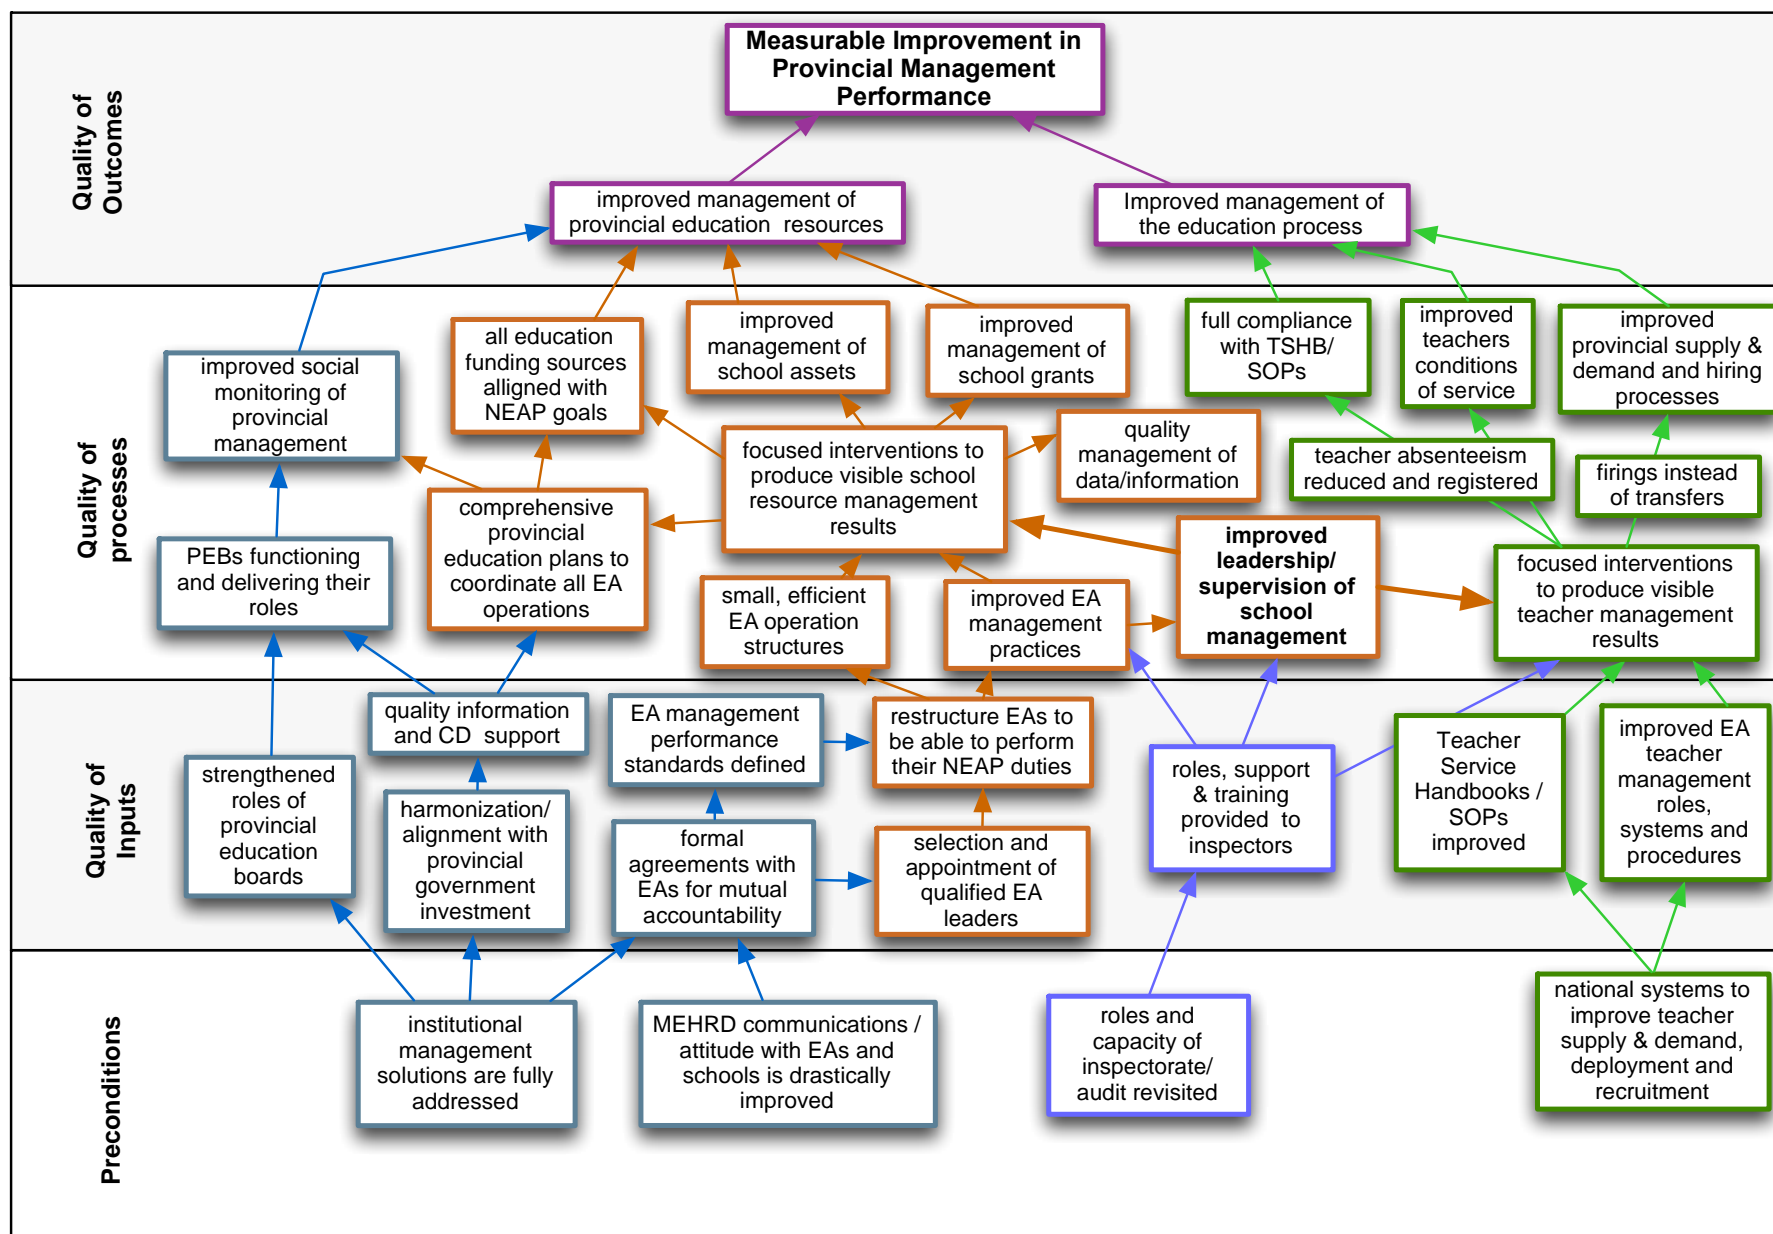 Measurable Improvement in
Provincial Management
Performance
Quality of
Outcomes
improved management of
provincial education  resources
Improved management of
the education process
Quality of
processes
all education
funding sources
alligned with
NEAP goals
improved
management of
school assets
improved
management of
school grants
full compliance
with TSHB/
SOPs
improved
teachers
conditions
of service
improved
provincial supply &
demand and hiring
processes
improved social
monitoring of
provincial
management
focused interventions to
produce visible school
resource management
results
quality
management of
data/information
teacher absenteeism
reduced and registered
firings instead
of transfers
comprehensive
provincial
education plans to
coordinate all EA
operations
PEBs functioning
and delivering their
roles
small, efficient
EA operation
structures
improved EA
management
practices
improved
leadership/
supervision of
school
management
focused interventions
to produce visible
teacher management
results
Quality of
Inputs
quality information
and CD  support
EA management
performance
standards defined
restructure EAs to
be able to perform
their NEAP duties
strengthened
roles of
provincial
education
boards
harmonization/
alignment with
provincial
government
investment
formal
agreements with
EAs for mutual
accountability
selection and
appointment of
qualified EA
leaders
roles, support
& training
provided  to
inspectors
Teacher
Service
Handbooks /
SOPs
improved
improved EA
teacher
management
roles,
systems and
procedures
Preconditions
institutional
management
solutions are fully
addressed
MEHRD communications /
attitude with EAs and
schools is drastically
improved
roles and
capacity of
inspectorate/
audit revisited
national systems to
improve teacher
supply & demand,
deployment and
recruitment